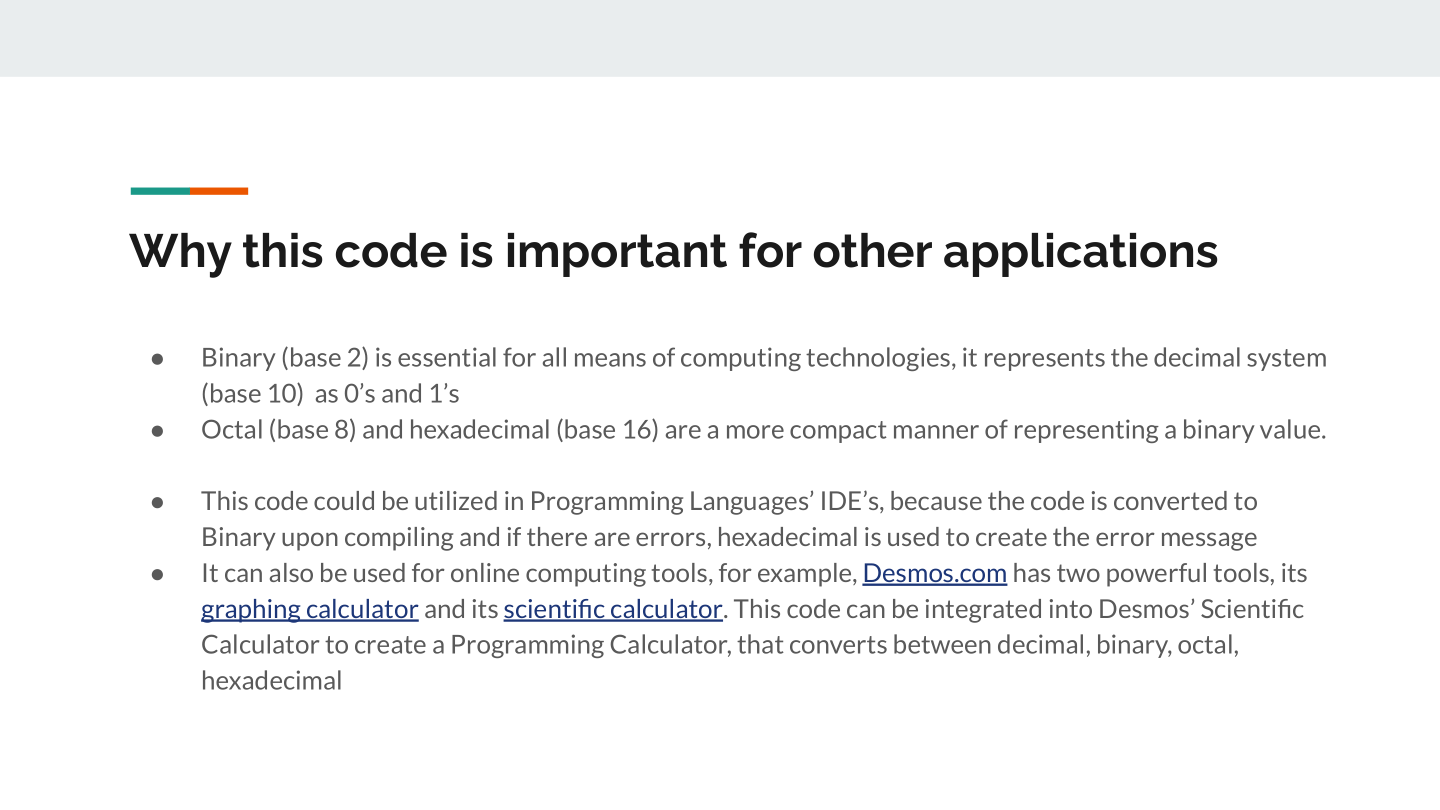 Why this code is important for other applications
● Binary (base 2) is essential for all means of computing technologies, it represents the decimal system
(base 10)  as 0’s and 1’s
● Octal (base 8) and hexadecimal (base 16) are a more compact manner of representing a binary value.
● This code could be utilized in Programming Languages’ IDE’s, because the code is converted to
Binary upon compiling and if there are errors, hexadecimal is used to create the error message
● It can also be used for online computing tools, for example, Desmos.com has two powerful tools, its
graphing calculator and its scientific calculator. This code can be integrated into Desmos’ Scientific
Calculator to create a Programming Calculator, that converts between decimal, binary, octal,
hexadecimal